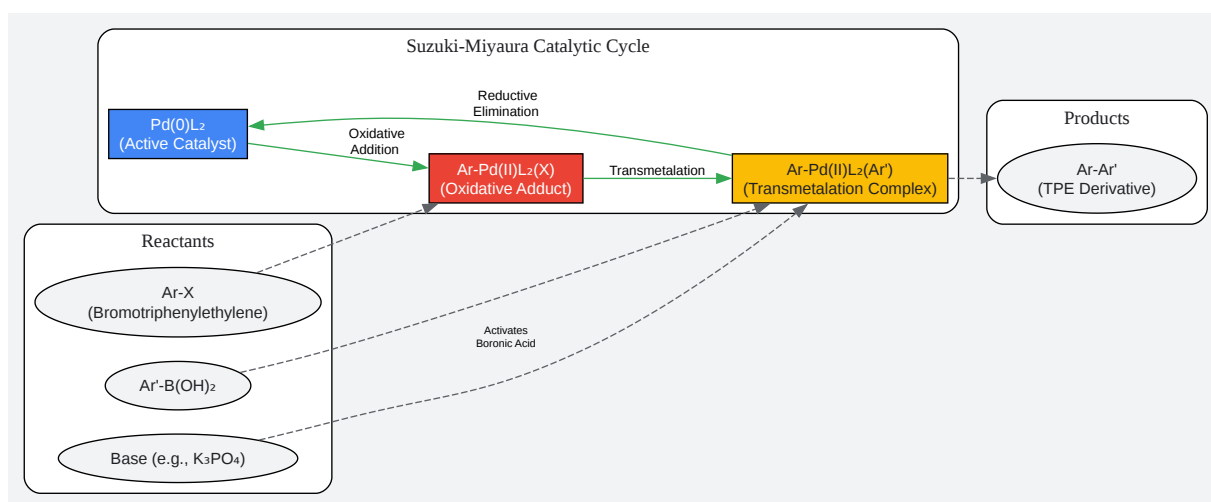 Suzuki-Miyaura Catalytic Cycle
Reductive
Elimination
Pd(0)L₂
(Active Catalyst)
Oxidative
Addition
Ar-Pd(II)L₂(X)
(Oxidative Adduct)
Transmetalation
Ar-Pd(II)L₂(Ar')
(Transmetalation Complex)
Products
Ar-Ar'
(TPE Derivative)
Reactants
Ar-X
(Bromotriphenylethylene)
Activates
Boronic Acid
Ar'-B(OH)₂
Base (e.g., K₃PO₄)